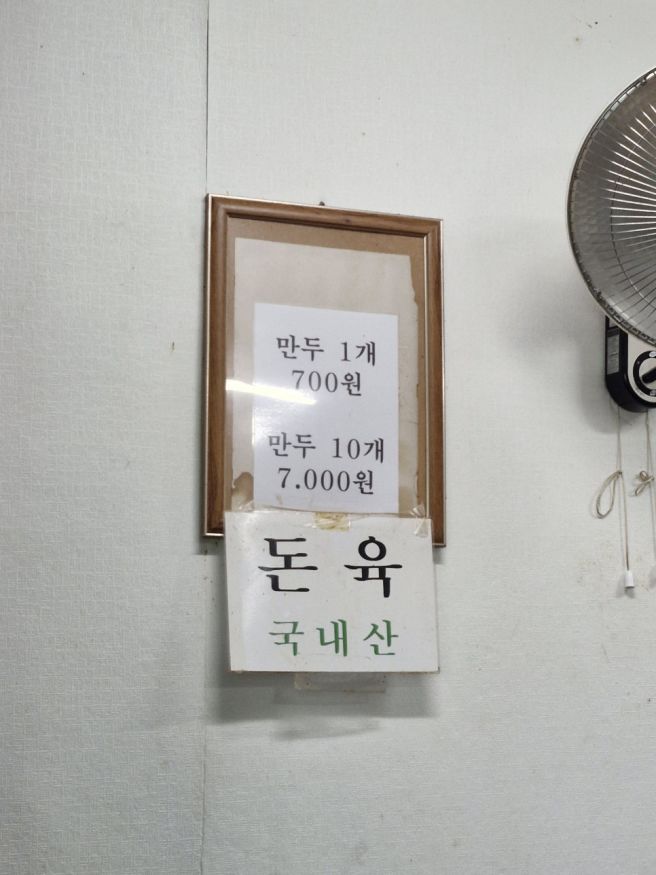 만두 1개
700원
만두 10개
7.000원
돈 육
국내산